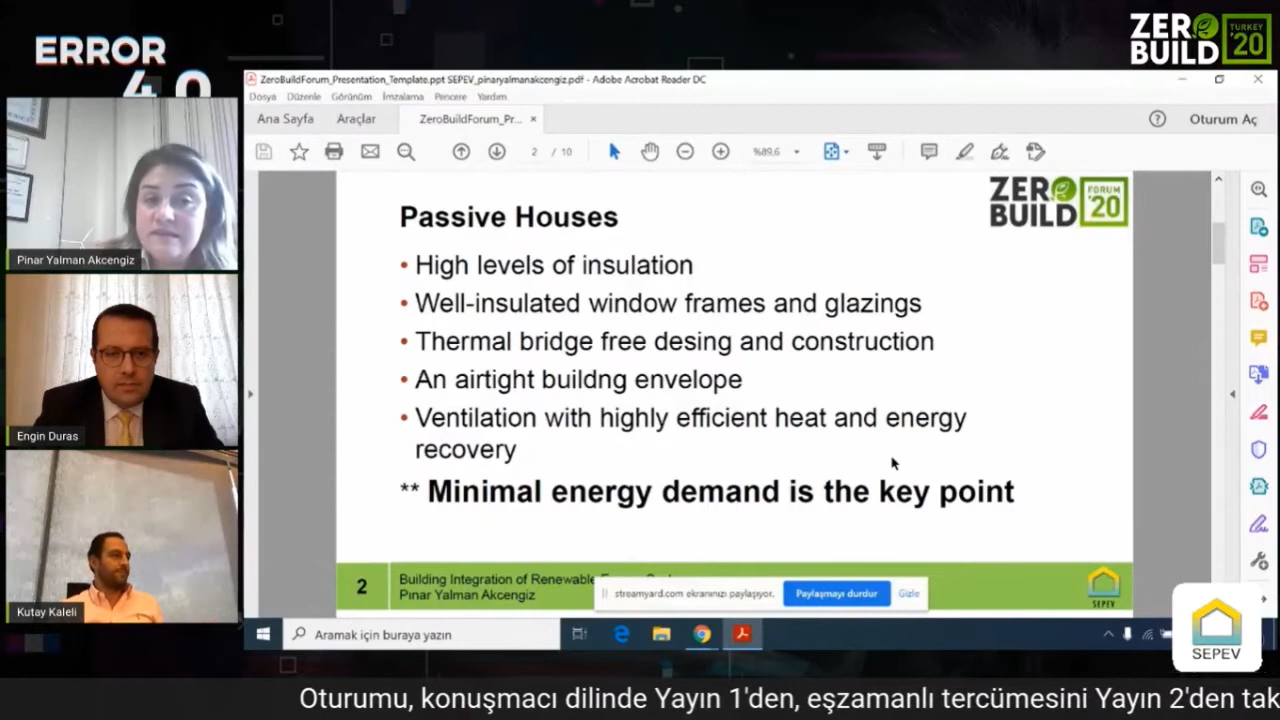 ERROR
4.0
ZERO
BUILD
TURKEY
'20
ZeroBuildForum_Presentation_Template.ppt SEPEV_pinaryalmanakcengiz.pdf - Adobe Acrobat Reader DC
Dosya Düzenle Görünüm İmzalama Pencere Yardım
Ana Sayfa Araçlar ZeroBuildForum_Pr... × Oturum Aç
2 / 10 %89,6
ZERO
BUILD
FORUM
'20
Passive Houses
• High levels of insulation
• Well-insulated window frames and glazings
• Thermal bridge free desing and construction
• An airtight buildng envelope
• Ventilation with highly efficient heat and energy
recovery
** Minimal energy demand is the key point
2
Building Integration of Renewable
Pınar Yalman Akcengiz
SEPEV
streamyard.com ekranınızı paylaşıyor. Paylaşmayı durdur Gizle
Aramak için buraya yazın
Pinar Yalman Akcengiz
Engin Duras
Kutay Kaleli
SEPEV
Oturumu, konuşmacı dilinde Yayın 1'den, eşzamanlı tercümesini Yayın 2'den tak